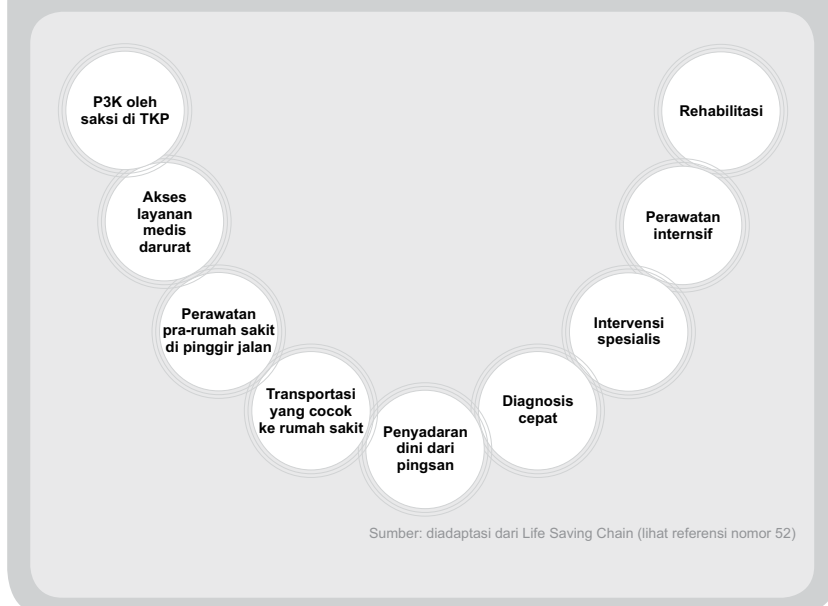 P3K oleh
saksi di TKP
Akses
layanan
medis
darurat
Perawatan
pra-rumah sakit
di pinggir jalan
Transportasi
yang cocok
ke rumah sakit
Penyadaran
dini dari
pingsan
Diagnosis
cepat
Intervensi
spesialis
Perawatan
internsif
Rehabilitasi
Sumber: diadaptasi dari Life Saving Chain (lihat referensi nomor 52)